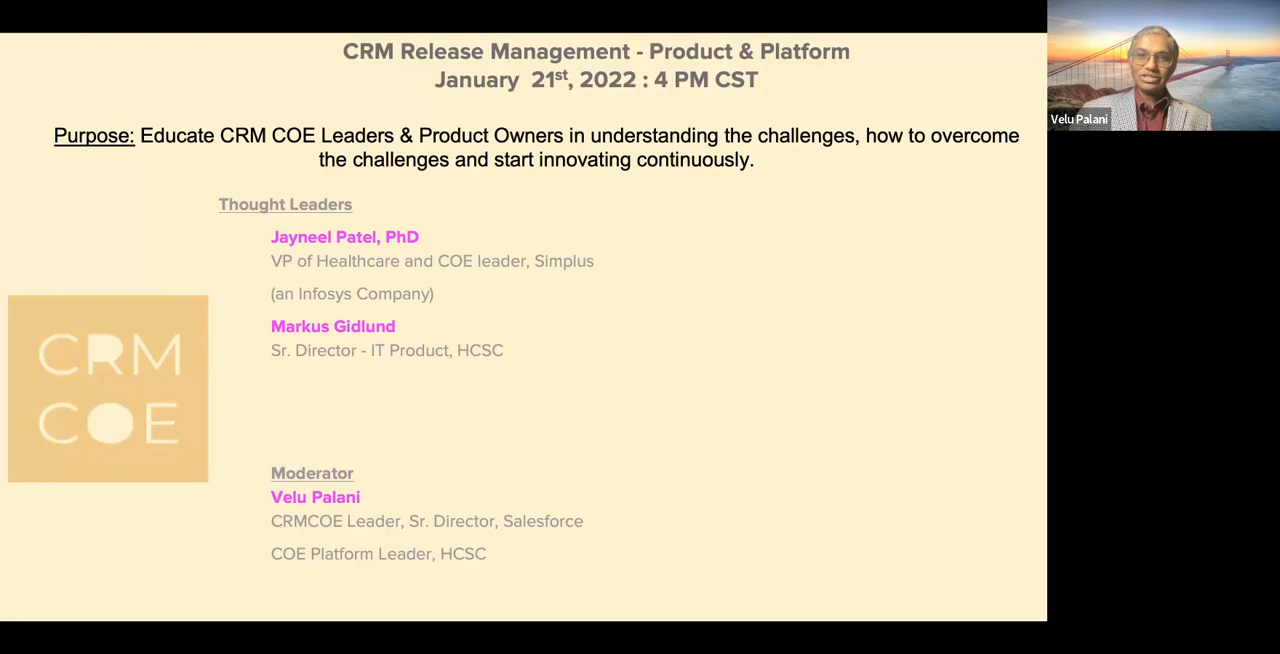 CRM Release Management - Product & Platform
January 21st, 2022 : 4 PM CST
Velu Palani
Purpose: Educate CRM COE Leaders & Product Owners in understanding the challenges, how to overcome
the challenges and start innovating continuously.
Thought Leaders
Jayneel Patel, PhD
VP of Healthcare and COE leader, Simplus
(an Infosys Company)
Markus Gidlund
Sr. Director - IT Product, HCSC
CRM
COE
Moderator
Velu Palani
CRMCOE Leader, Sr. Director, Salesforce
COE Platform Leader, HCSC